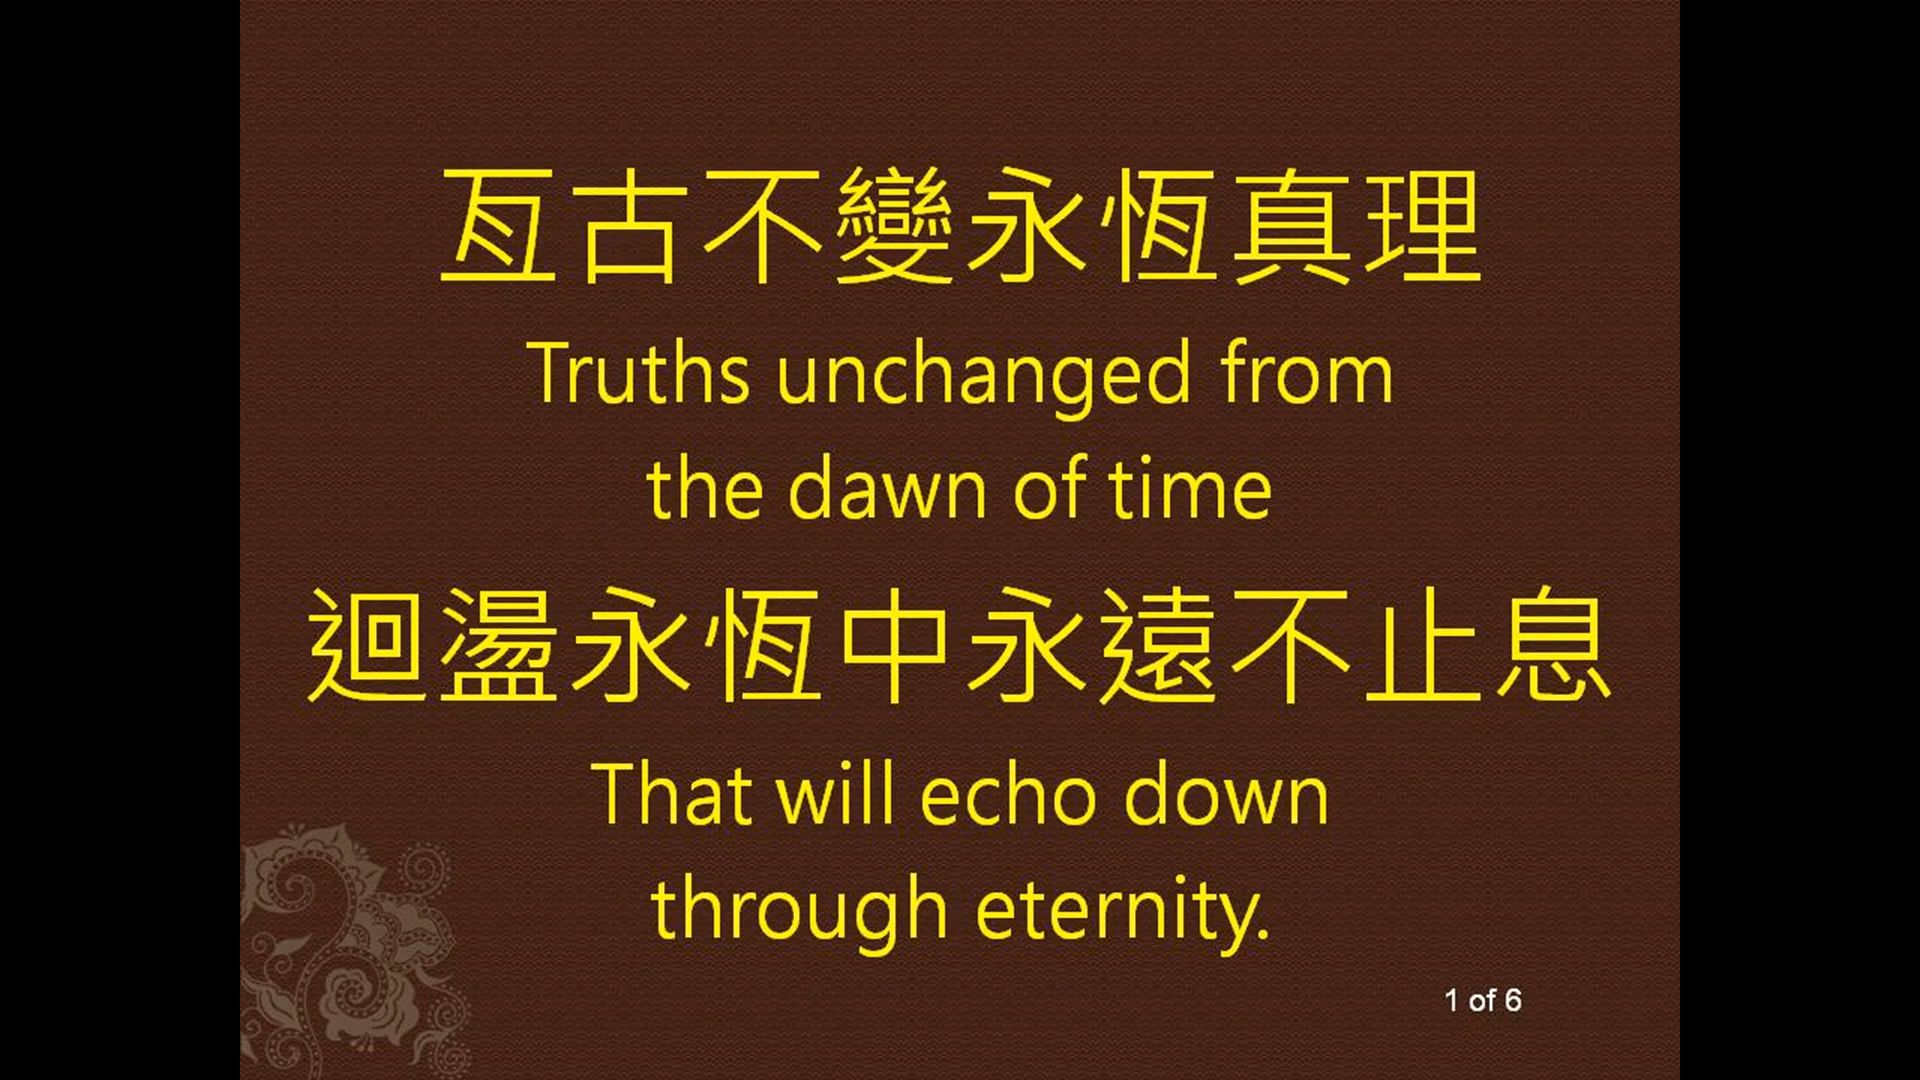 亙古不變永恆真理
Truths unchanged from
the dawn of time
迴盪永恆中永遠不止息
That will echo down
through eternity.
1 of 6